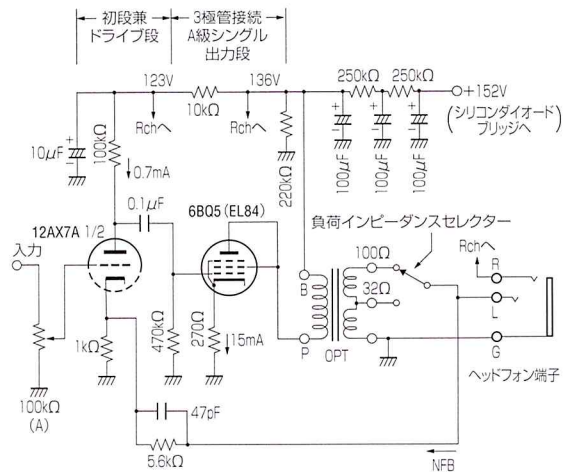 初段兼
ドライブ段
3極管接続
A級シングル
出力段
123V
136V
250kΩ
250kΩ
+152V
(シリコンダイオード
ブリッジへ)
10kΩ
Rchへ
Rchへ
10μF
100kΩ
0.7mA
220kΩ
100μF
100μF
100μF
0.1μF
6BQ5(EL84)
12AX7A 1/2
入力
負荷インピーダンスセレクター
100Ω
32Ω
Rchへ
R
L
G
B
P
OPT
1kΩ
470kΩ
270Ω
15mA
ヘッドフォン端子
100kΩ
(A)
47pF
5.6kΩ
NFB